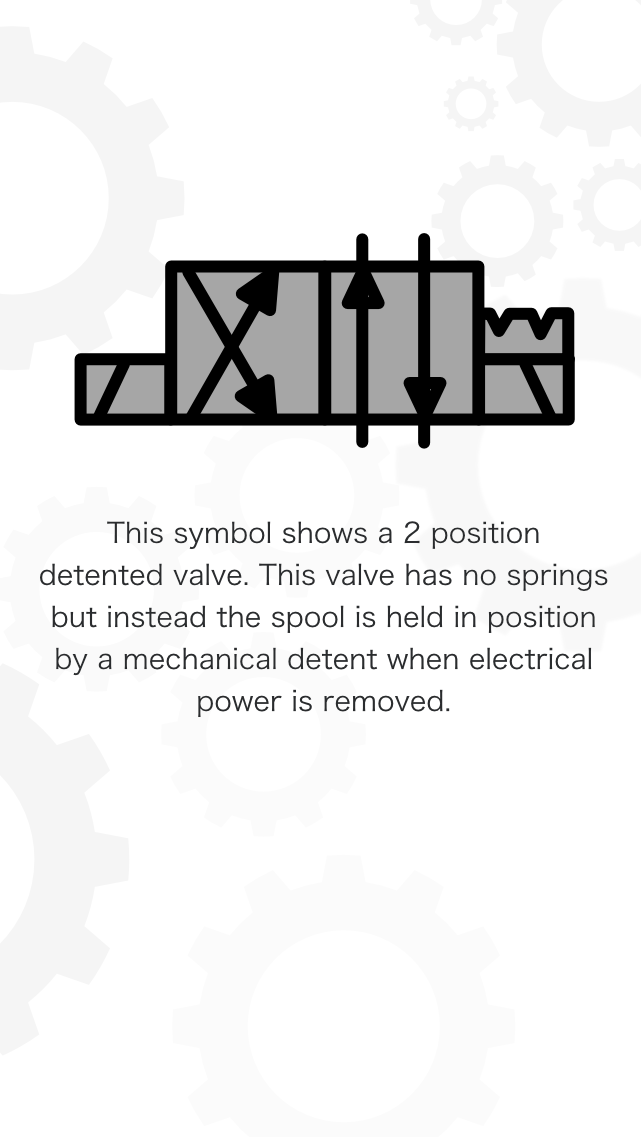 This symbol shows a 2 position
detented valve. This valve has no springs
but instead the spool is held in position
by a mechanical detent when electrical
power is removed.